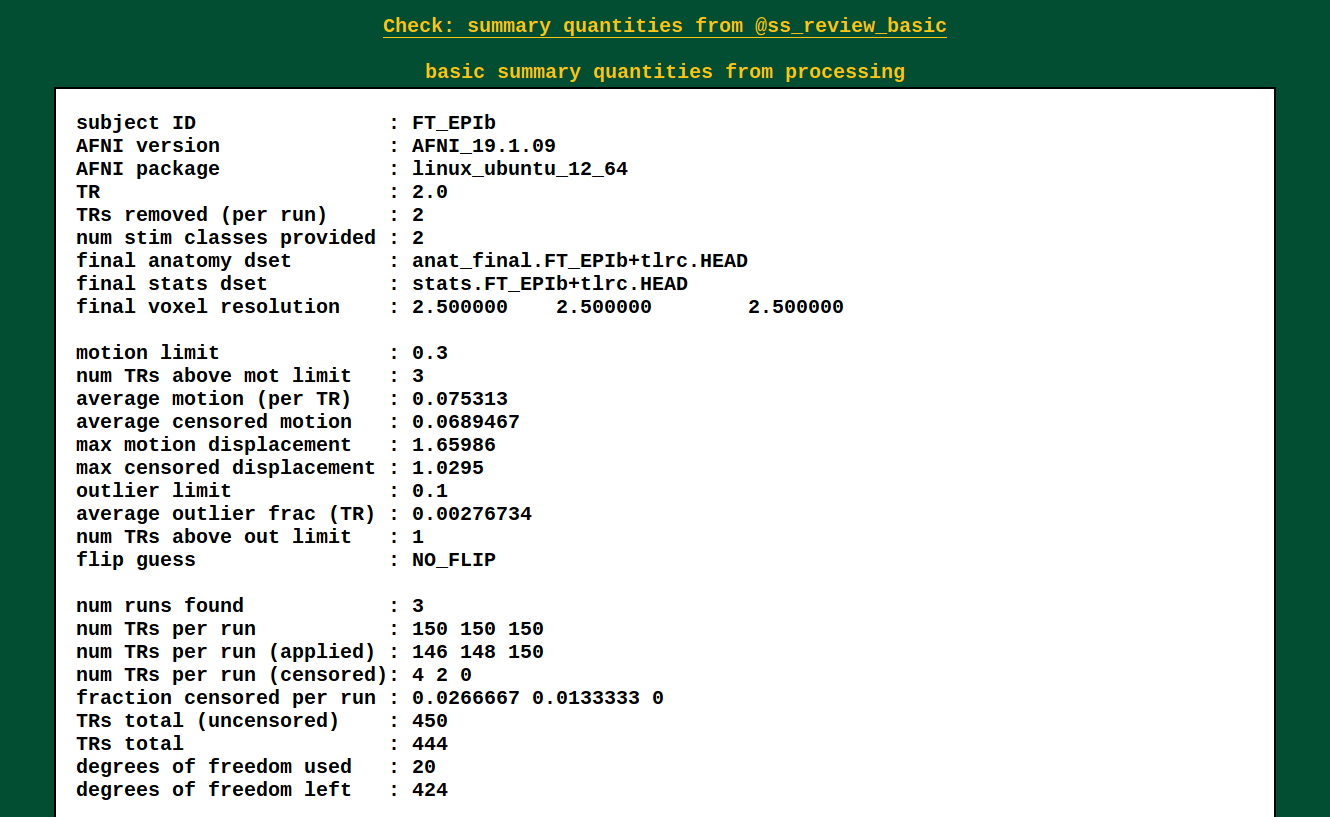 Check: summary quantities from @ss_review_basic
basic summary quantities from processing
subject ID                : FT_EPIb
AFNI version              : AFNI_19.1.09
AFNI package              : linux_ubuntu_12_64
TR                        : 2.0
TRs removed (per run)     : 2
num stim classes provided : 2
final anatomy dset        : anat_final.FT_EPIb+tlrc.HEAD
final stats dset          : stats.FT_EPIb+tlrc.HEAD
final voxel resolution    : 2.500000    2.500000        2.500000
motion limit              : 0.3
num TRs above mot limit   : 3
average motion (per TR)   : 0.075313
average censored motion   : 0.0689467
max motion displacement   : 1.65986
max censored displacement : 1.0295
outlier limit             : 0.1
average outlier frac (TR) : 0.00276734
num TRs above out limit   : 1
flip guess                : NO_FLIP
num runs found            : 3
num TRs per run           : 150 150 150
num TRs per run (applied) : 146 148 150
num TRs per run (censored): 4 2 0
fraction censored per run : 0.0266667 0.0133333 0
TRs total (uncensored)    : 450
TRs total                 : 444
degrees of freedom used   : 20
degrees of freedom left   : 424